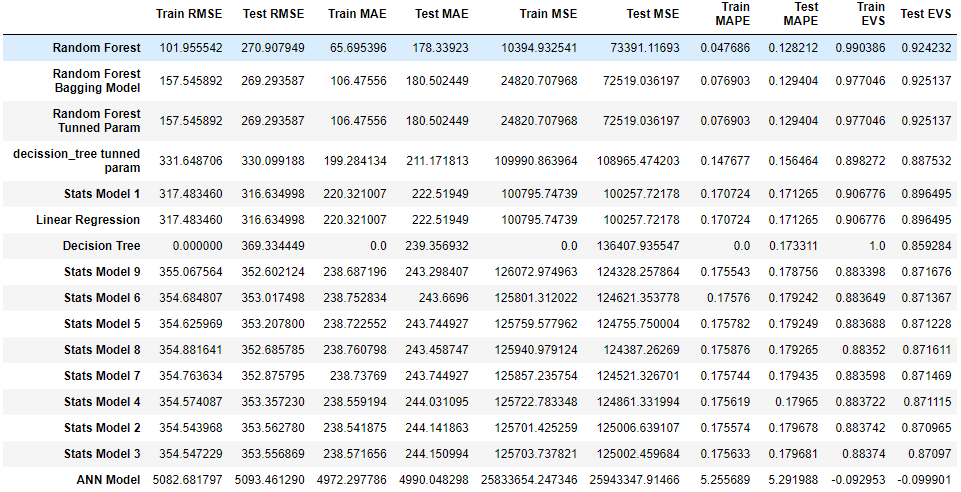 Train RMSE Test RMSE Train MAE Test MAE Train MSE Test MSE Train MAPE Test MAPE Train EVS Test EVS
Random Forest 101.955542 270.907949 65.695396 178.33923 10394.932541 73391.11693 0.047686 0.128212 0.990386 0.924232
Random Forest Bagging Model 157.545892 269.293587 106.47556 180.502449 24820.707968 72519.036197 0.076903 0.129404 0.977046 0.925137
Random Forest Tunned Param 157.545892 269.293587 106.47556 180.502449 24820.707968 72519.036197 0.076903 0.129404 0.977046 0.925137
decission_tree tunned param 331.648706 330.099188 199.284134 211.171813 109990.863964 108965.474203 0.147677 0.156464 0.898272 0.887532
Stats Model 1 317.483460 316.634998 220.321007 222.51949 100795.74739 100257.72178 0.170724 0.171265 0.906776 0.896495
Linear Regression 317.483460 316.634998 220.321007 222.51949 100795.74739 100257.72178 0.170724 0.171265 0.906776 0.896495
Decision Tree 0.000000 369.334449 0.0 239.356932 0.0 136407.935547 0.0 0.173311 1.0 0.859284
Stats Model 9 355.067564 352.602124 238.687196 243.298407 126072.974963 124328.257864 0.175543 0.178756 0.883398 0.871676
Stats Model 6 354.684807 353.017498 238.752834 243.6696 125801.312022 124621.353778 0.17576 0.179242 0.883649 0.871367
Stats Model 5 354.625969 353.207800 238.722552 243.744927 125759.577962 124755.750004 0.175782 0.179249 0.883688 0.871228
Stats Model 8 354.881641 352.685785 238.760798 243.458747 125940.979124 124387.26269 0.175876 0.179265 0.88352 0.871611
Stats Model 7 354.763634 352.875795 238.73769 243.744927 125857.235754 124521.326701 0.175744 0.179435 0.883598 0.871469
Stats Model 4 354.574087 353.357230 238.559194 244.031095 125722.783348 124861.331994 0.175619 0.17965 0.883722 0.871115
Stats Model 2 354.543968 353.562780 238.541875 244.141863 125701.425259 125006.639107 0.175574 0.179678 0.883742 0.870965
Stats Model 3 354.547229 353.556869 238.571656 244.150994 125703.737821 125002.459684 0.175633 0.179681 0.88374 0.87097
ANN Model 5082.681797 5093.461290 4972.297786 4990.048298 25833654.247346 25943347.91466 5.255689 5.291988 -0.092953 -0.099901